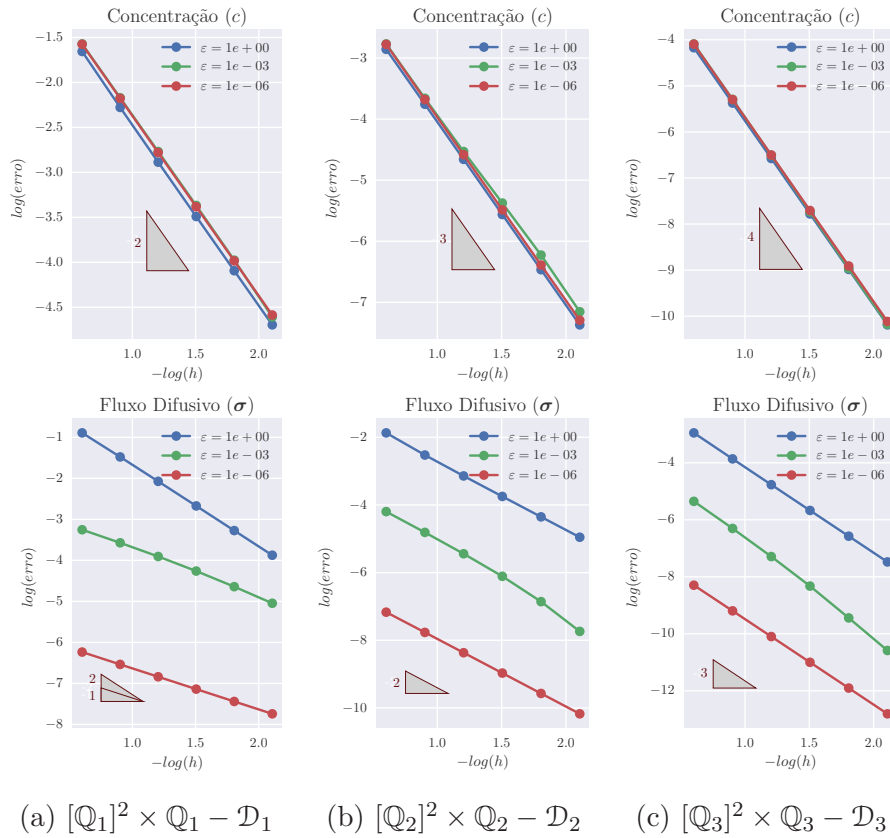 Concentração (c)
log(erro)
−1.5
−2.0
−2.5
−3.0
−3.5
−4.0
−4.5
ε = 1e + 00
ε = 1e − 03
ε = 1e − 06
2
1.0 1.5 2.0
−log(h)
Concentração (c)
log(erro)
−3
−4
−5
−6
−7
ε = 1e + 00
ε = 1e − 03
ε = 1e − 06
3
1.0 1.5 2.0
−log(h)
Concentração (c)
log(erro)
−4
−5
−6
−7
−8
−9
−10
ε = 1e + 00
ε = 1e − 03
ε = 1e − 06
4
1.0 1.5 2.0
−log(h)
Fluxo Difusivo (σ)
log(erro)
−1
−2
−3
−4
−5
−6
−7
−8
ε = 1e + 00
ε = 1e − 03
ε = 1e − 06
2
1
1.0 1.5 2.0
−log(h)
Fluxo Difusivo (σ)
log(erro)
−2
−4
−6
−8
−10
ε = 1e + 00
ε = 1e − 03
ε = 1e − 06
2
1.0 1.5 2.0
−log(h)
Fluxo Difusivo (σ)
log(erro)
−4
−6
−8
−10
−12
ε = 1e + 00
ε = 1e − 03
ε = 1e − 06
3
1.0 1.5 2.0
−log(h)
(a) [ℚ₁]² × ℚ₁ − 𝒟₁ (b) [ℚ₂]² × ℚ₂ − 𝒟₂ (c) [ℚ₃]² × ℚ₃ − 𝒟₃